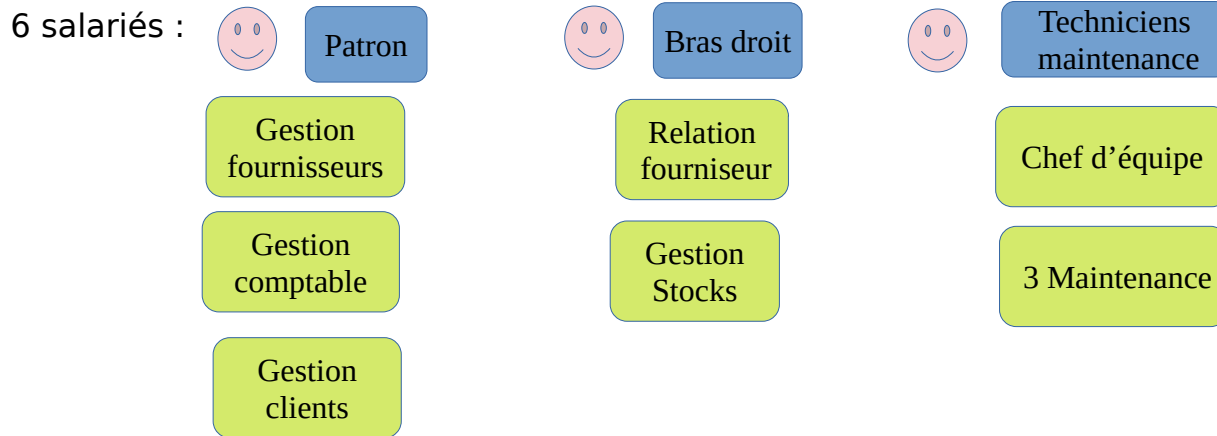 6 salariés :
Patron
Bras droit
Techniciens
maintenance
Gestion
fournisseurs
Relation
fourniseur
Chef d’équipe
Gestion
comptable
Gestion
Stocks
3 Maintenance
Gestion
clients